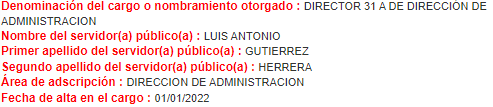 Denominación del cargo o nombramiento otorgado : DIRECTOR 31 A DE DIRECCIÓN DE
ADMINISTRACION
Nombre del servidor(a) público(a) : LUIS ANTONIO
Primer apellido del servidor(a) público(a) : GUTIERREZ
Segundo apellido del servidor(a) público(a) : HERRERA
Área de adscripción : DIRECCION DE ADMINISTRACION
Fecha de alta en el cargo : 01/01/2022